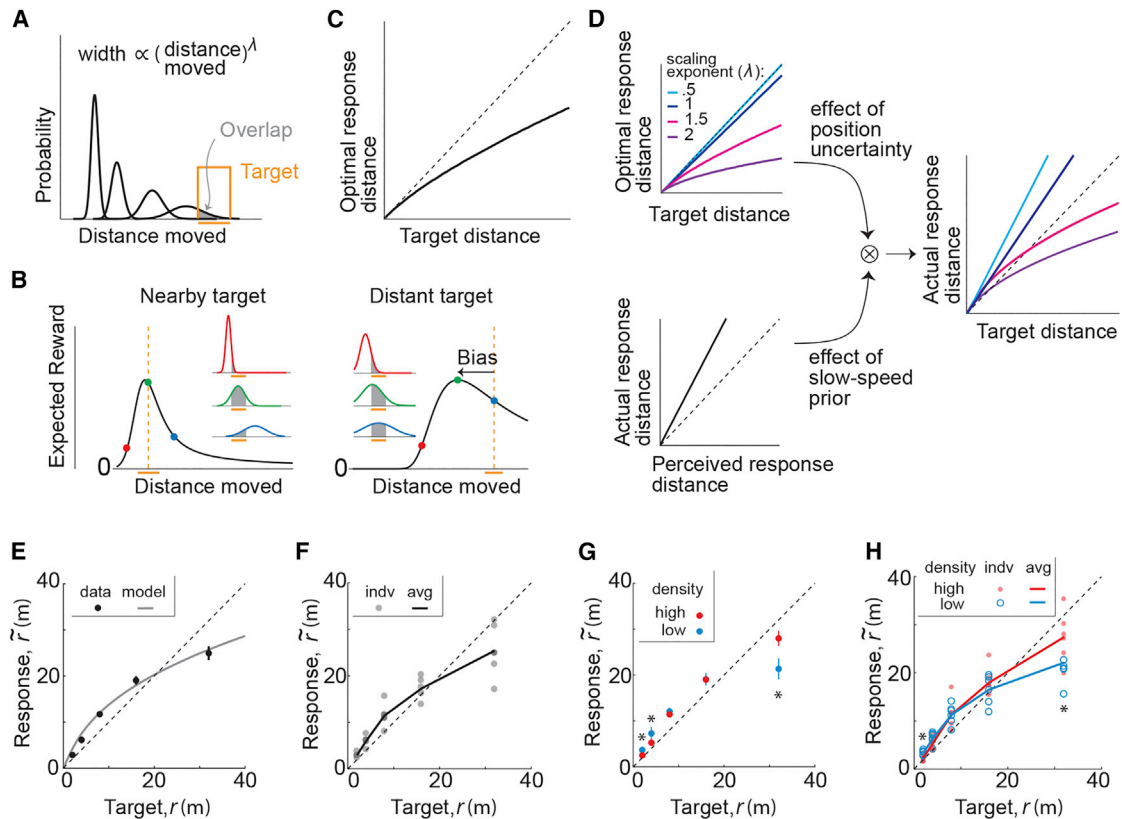 A
width ∝ (distance moved)^λ
Probability
Overlap
Target
Distance moved
B
Nearby target
Distant target
Expected Reward
Bias
0
0
Distance moved
Distance moved
C
Optimal response
distance
Target distance
D
scaling
exponent (λ):
.5
1
1.5
2
Optimal response
distance
Target distance
effect of
position
uncertainty
⊗
Actual response
distance
Perceived response
distance
effect of
slow-speed
prior
Actual response
distance
Target distance
E
data model
Response, r̃ (m)
40
20
0
0 20 40
Target, r (m)
F
indv avg
Response, r̃ (m)
40
20
0
0 20 40
Target, r (m)
G
density
high
low
Response, r̃ (m)
40
20
0
* *
*
0 20 40
Target, r (m)
H
density indv avg
high
low
Response, r̃ (m)
40
20
0
*
*
0 20 40
Target, r (m)